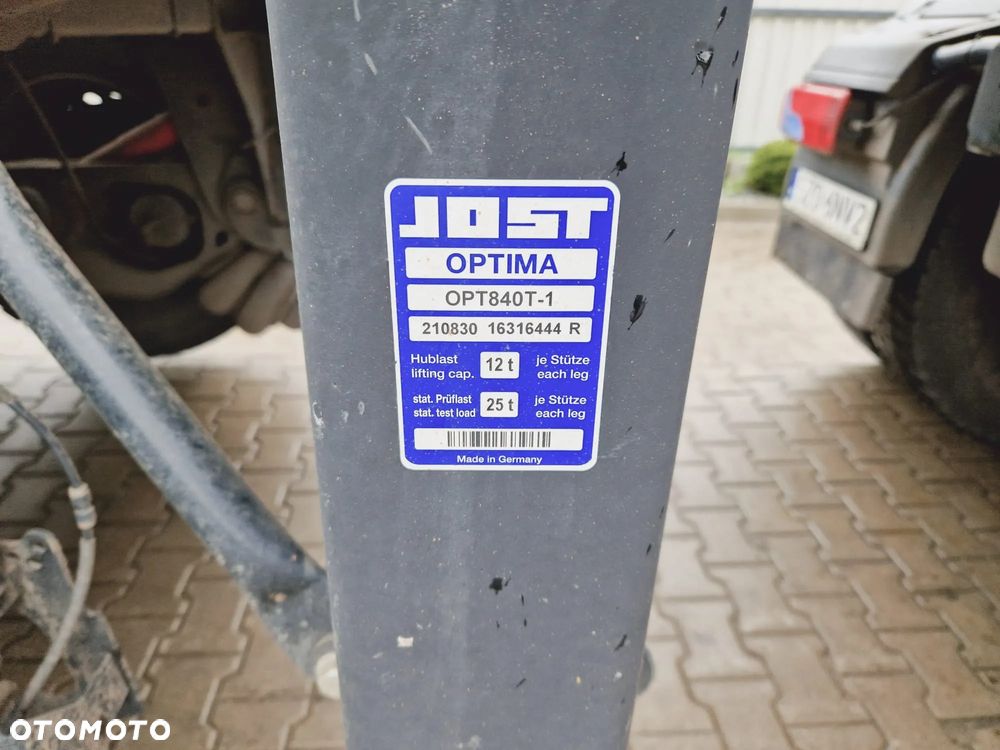 JOST
OPTIMA
OPT840T-1
210830 16316444 R
Hublast 12 t je Stütze
lifting cap. each leg
stat. Prüflast 25 t je Stütze
stat. test load each leg
Made in Germany
OTOMOTO